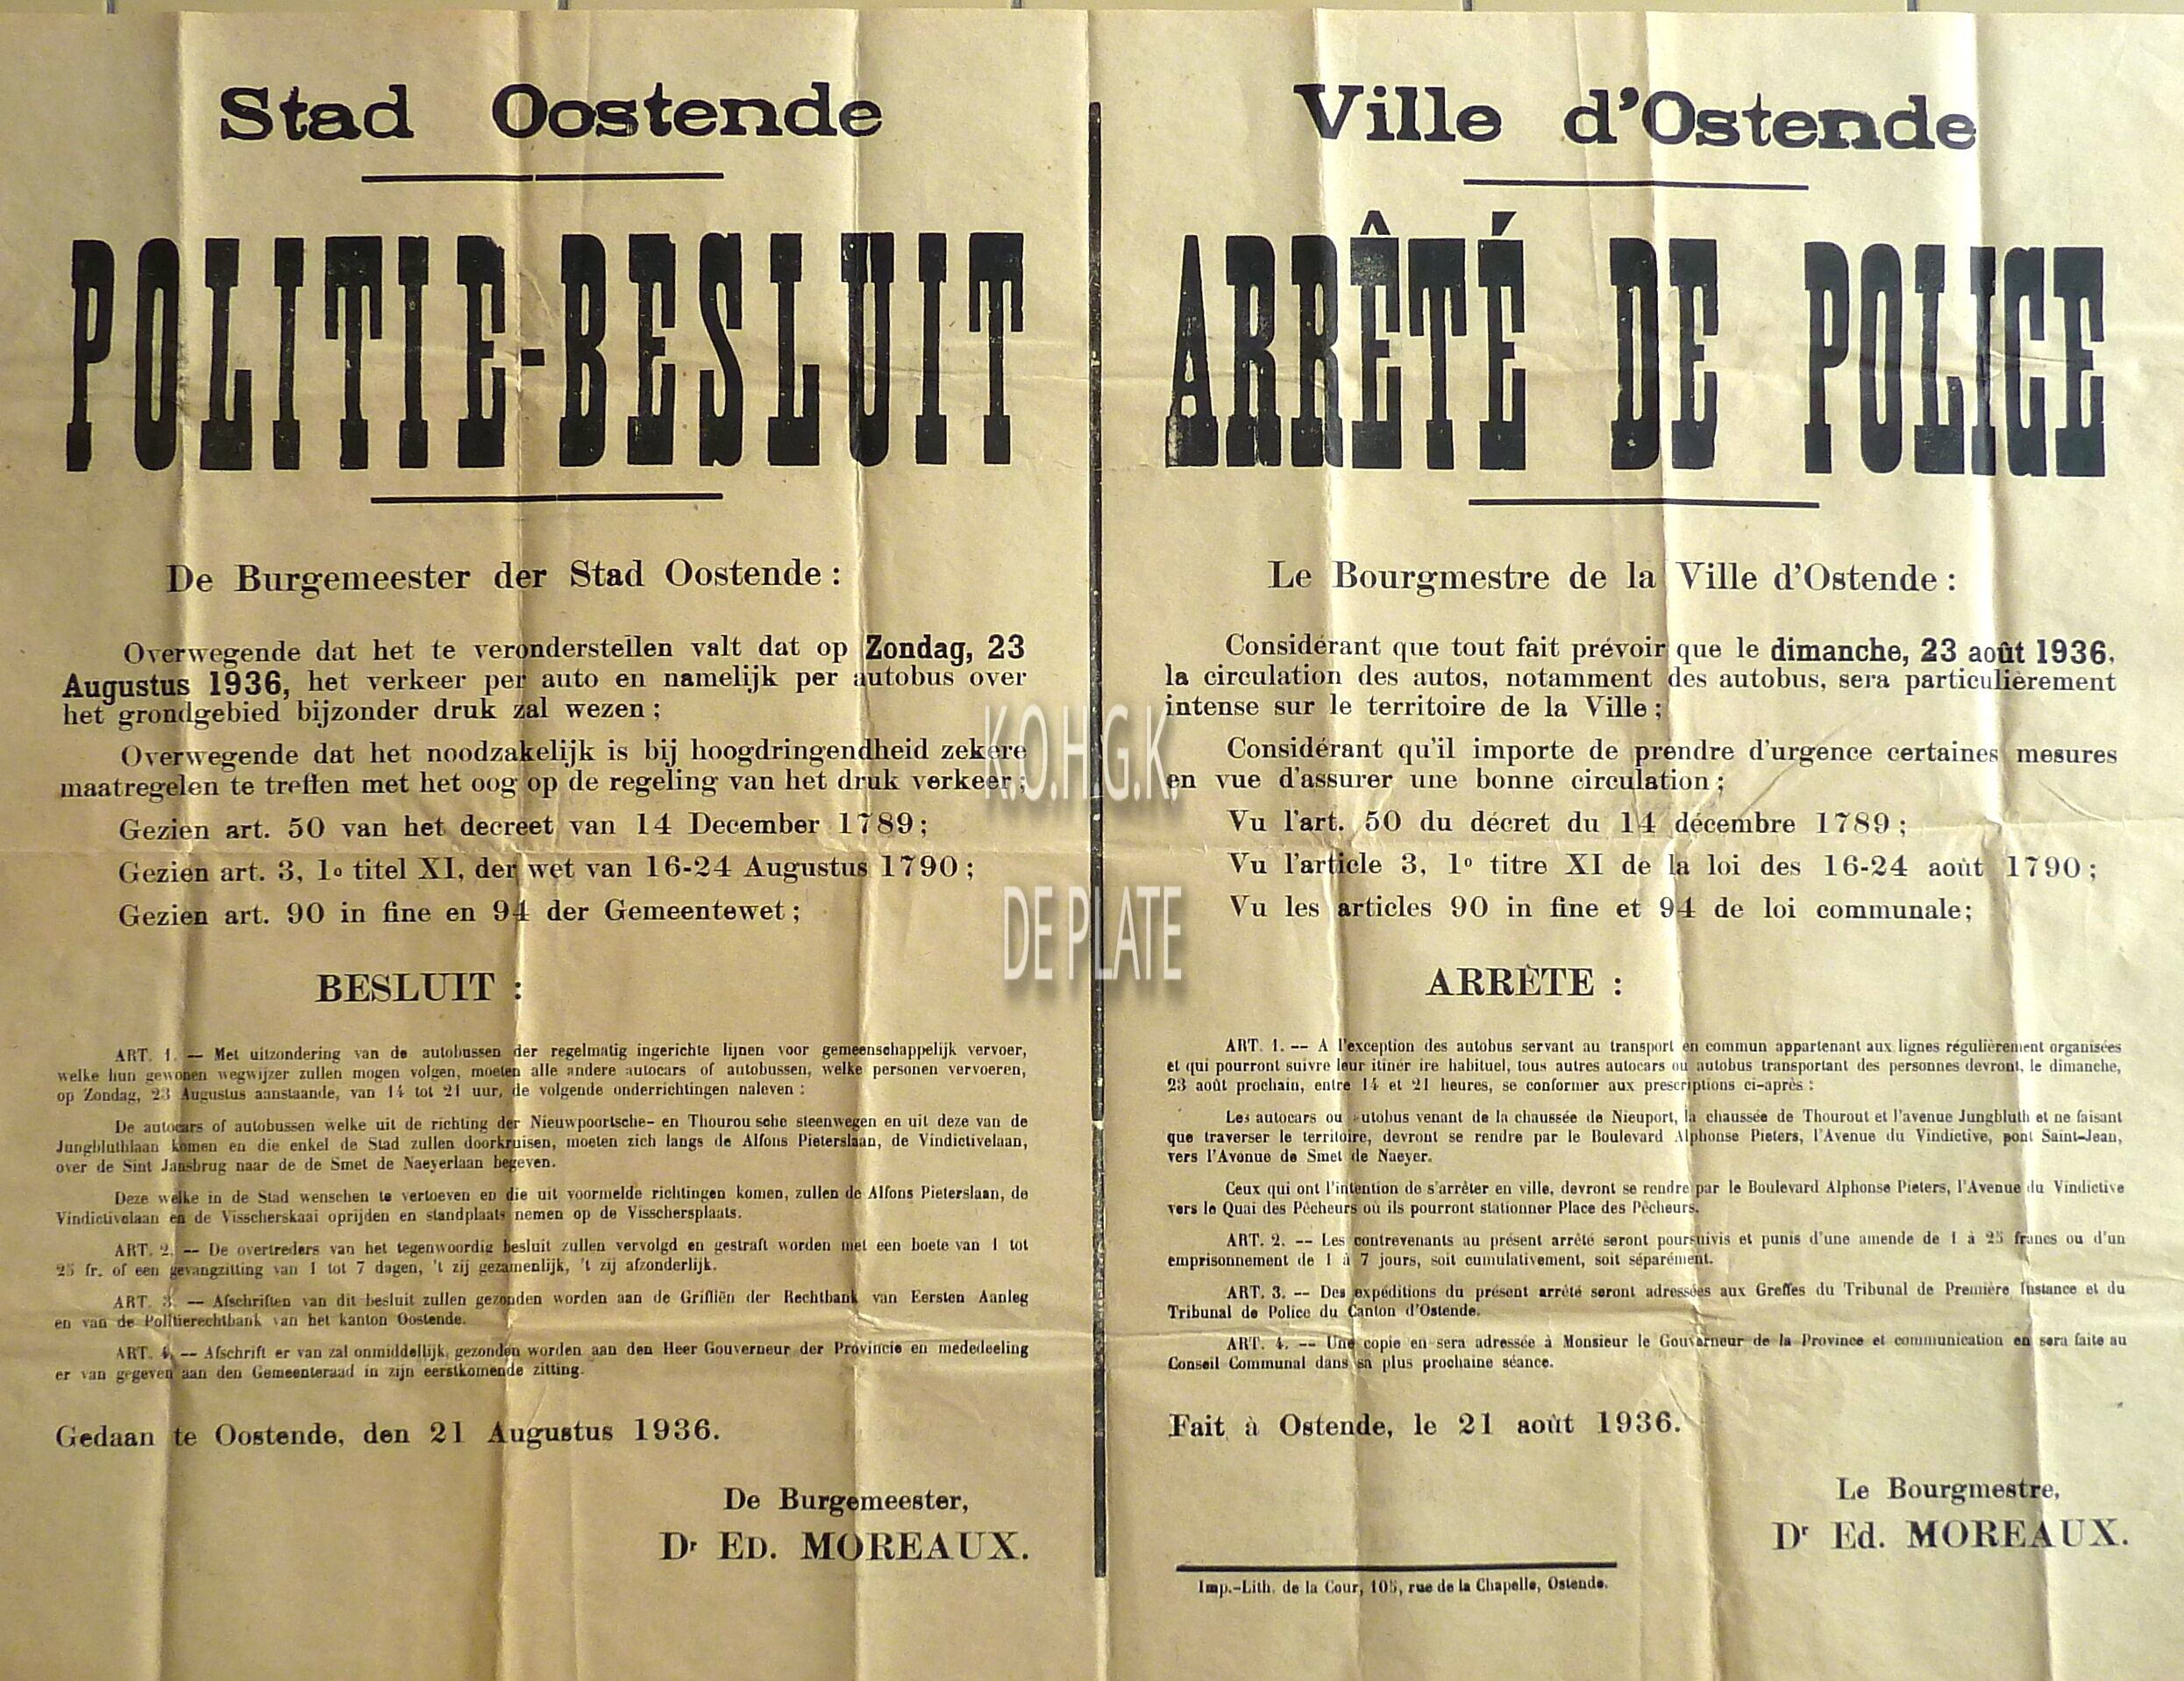 Stad Oostende
POLITIE-BESLUIT
De Burgemeester der Stad Oostende :
Overwegende dat het te veronderstellen valt dat op Zondag, 23
Augustus 1936, het verkeer per auto en namelijk per autobus over
het grondgebied bijzonder druk zal wezen ;
Overwegende dat het noodzakelijk is bij hoogdringendheid zekere
maatregelen te treffen met het oog op de regeling van het druk verkeer ;
Gezien art. 50 van het decreet van 14 December 1789 ;
Gezien art. 3, 1o titel XI, der wet van 16-24 Augustus 1790 ;
Gezien art. 90 in fine en 94 der Gemeentewet ;
BESLUIT :
ART. 1. — Met uitzondering van de autobussen der regelmatig ingerichte lijnen voor gemeenschappelijk vervoer,
welke hun gewonen wegwijzer zullen mogen volgen, moeten alle andere autocars of autobussen, welke personen vervoeren,
op Zondag, 23 Augustus aanstaande, van 14 tot 21 uur, de volgende onderrichtingen naleven :
De autocars of autobussen welke uit de richting der Nieuwpoortsche- en Thourou sche steenwegen en uit deze van de
Jungbluthlaan komen en die enkel de Stad zullen doorkruisen, moeten zich langs de Alfons Pieterslaan, de Vindictivelaan,
over de Sint Jansbrug naar de de Smet de Naeyerlaan begeven.
Deze welke in de Stad wenschen te vertoeven en die uit voormelde richtingen komen, zullen de Alfons Pieterslaan, de
Vindictivelaan en de Visscherskaai oprijden en standplaats nemen op de Visschersplaats.
ART. 2. — De overtreders van het tegenwoordig besluit zullen vervolgd en gestraft worden met een boete van 1 tot
25 fr. of een gevangzitting van 1 tot 7 dagen, 't zij gezamenlijk, 't zij afzonderlijk.
ART. 3. — Afschriften van dit besluit zullen gezonden worden aan de Griffiën der Rechtbank van Eersten Aanleg
en van de Politierechtbank van het kanton Oostende.
ART. 4. — Afschrift er van zal onmiddellijk gezonden worden aan den Heer Gouverneur der Provincie en mededeeling
er van gegeven aan den Gemeenteraad in zijn eerstkomende zitting.
Gedaan te Oostende, den 21 Augustus 1936.
De Burgemeester,
Dr ED. MOREAUX.
Ville d'Ostende
ARRÊTÉ DE POLICE
Le Bourgmestre de la Ville d'Ostende :
Considérant que tout fait prévoir que le dimanche, 23 août 1936,
la circulation des autos, notamment des autobus, sera particulièrement
intense sur le territoire de la Ville ;
Considérant qu'il importe de prendre d'urgence certaines mesures
en vue d'assurer une bonne circulation ;
Vu l'art. 50 du décret du 14 décembre 1789 ;
Vu l'article 3, 1o titre XI de la loi des 16-24 août 1790 ;
Vu les articles 90 in fine et 94 de loi communale ;
ARRÊTE :
ART. 1. — A l'exception des autobus servant au transport en commun appartenant aux lignes régulièrement organisées
et qui pourront suivre leur itinér ire habituel, tous autres autocars ou autobus transportant des personnes devront, le dimanche,
23 août prochain, entre 14 et 21 heures, se conformer aux prescriptions ci-après :
Les autocars ou autobus venant de la chaussée de Nieuport, la chaussée de Thourout et l'avenue Jungbluth et ne faisant
que traverser le territoire, devront se rendre par le Boulevard Alphonse Pieters, l'Avenue du Vindictive, pont Saint-Jean,
vers l'Avenue de Smet de Naeyer.
Ceux qui ont l'intention de s'arrêter en ville, devront se rendre par le Boulevard Alphonse Pieters, l'Avenue du Vindictive
vers le Quai des Pêcheurs où ils pourront stationner Place des Pêcheurs.
ART. 2. — Les contrevenants au présent arrêté seront poursuivis et punis d'une amende de 1 à 25 francs ou d'un
emprisonnement de 1 à 7 jours, soit cumulativement, soit séparément.
ART. 3. — Des expéditions du présent arrêté seront adressées aux Greffes du Tribunal de Première Instance et du
Tribunal de Police du Canton d'Ostende.
ART. 4. — Une copie en sera adressée à Monsieur le Gouverneur de la Province et communication en sera faite au
Conseil Communal dans sa plus prochaine séance.
Fait à Ostende, le 21 août 1936.
Le Bourgmestre,
Dr Ed. MOREAUX.
Imp.-Lith. de la Cour, 105, rue de la Chapelle, Ostende.
K.O.H.G.K.
DE PLATE